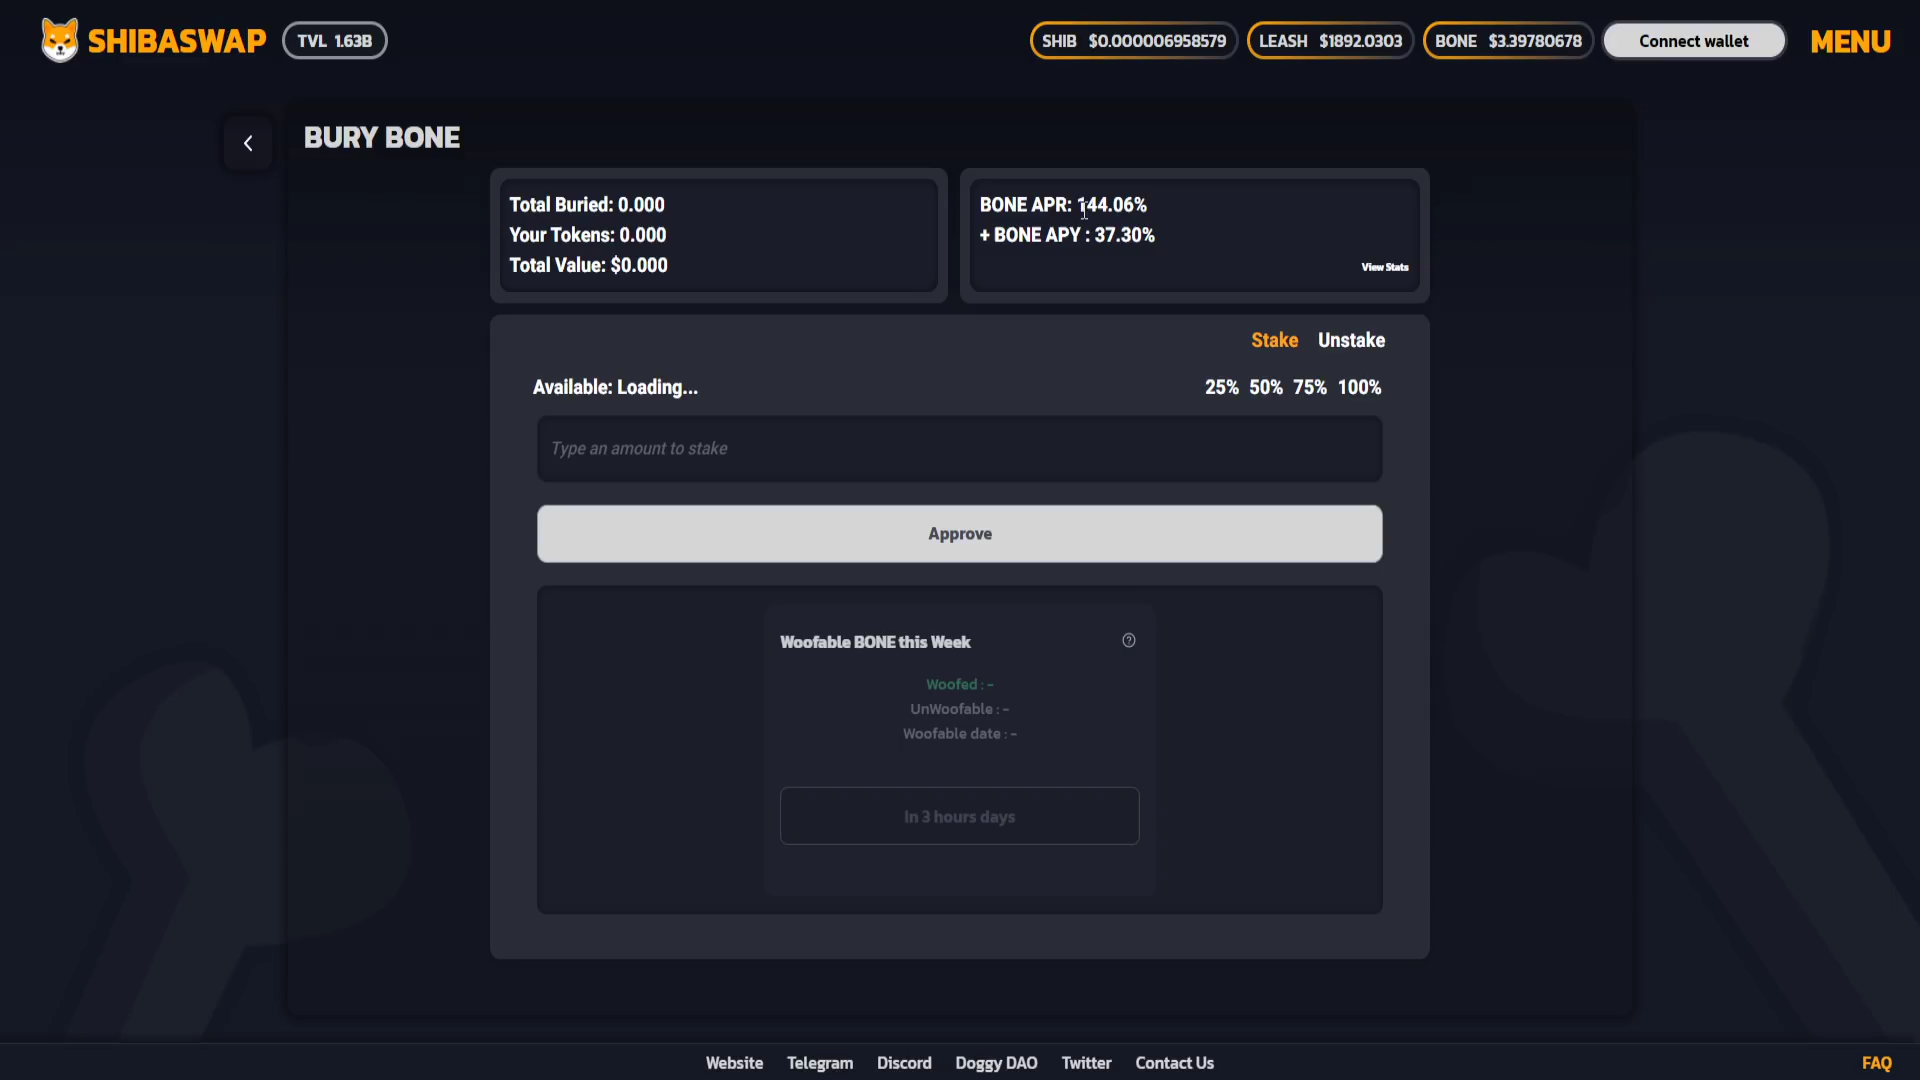 SHIBASWAP TVL 1.63B SHIB $0.000006958579 LEASH $1892.0303 BONE $3.39780678 Connect wallet MENU
BURY BONE
Total Buried: 0.000
Your Tokens: 0.000
Total Value: $0.000
BONE APR: 144.06%
+ BONE APY : 37.30%
View Stats
Stake Unstake
Available: Loading... 25% 50% 75% 100%
Type an amount to stake
Approve
Woofable BONE this Week
Woofed : -
UnWoofable : -
Woofable date : -
In 3 hours days
Website Telegram Discord Doggy DAO Twitter Contact Us FAQ